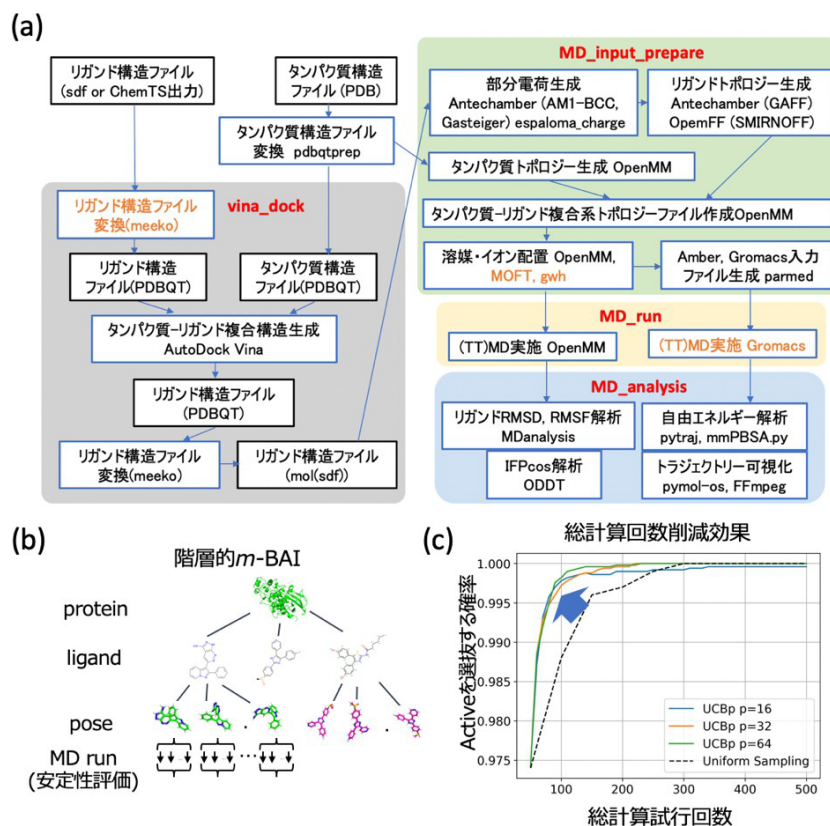 (a)
リガンド構造ファイル
(sdf or ChemTS出力)
タンパク質構造
ファイル(PDB)
タンパク質構造ファイル
変換 pdbqtprep
vina_dock
リガンド構造ファイル
変換(meeko)
リガンド構造
ファイル(PDBQT)
タンパク質構造
ファイル(PDBQT)
タンパク質-リガンド複合構造生成
AutoDock Vina
リガンド構造ファイル
(PDBQT)
リガンド構造ファイル
変換(meeko)
リガンド構造ファイル
(mol(sdf))
MD_input_prepare
部分電荷生成
Antechamber (AM1-BCC,
Gasteiger) espaloma_charge
リガンドトポロジー生成
Antechamber (GAFF)
OpemFF (SMIRNOFF)
タンパク質トポロジー生成 OpenMM
タンパク質-リガンド複合系トポロジーファイル作成OpenMM
溶媒・イオン配置 OpenMM,
MOFT, gwh
Amber, Gromacs入力
ファイル生成 parmed
MD_run
(TT)MD実施 OpenMM
(TT)MD実施 Gromacs
MD_analysis
リガンドRMSD, RMSF解析
MDanalysis
自由エネルギー解析
pytraj, mmPBSA.py
IFPcos解析
ODDT
トラジェクトリー可視化
pymol-os, FFmpeg
(b)
階層的m-BAI
protein
ligand
pose
MD run
(安定性評価)
(c)
総計算回数削減効果
Activeを選抜する確率
1.000
0.995
0.990
0.985
0.980
0.975
UCBp p=16
UCBp p=32
UCBp p=64
Uniform Sampling
100 200 300 400 500
総計算試行回数